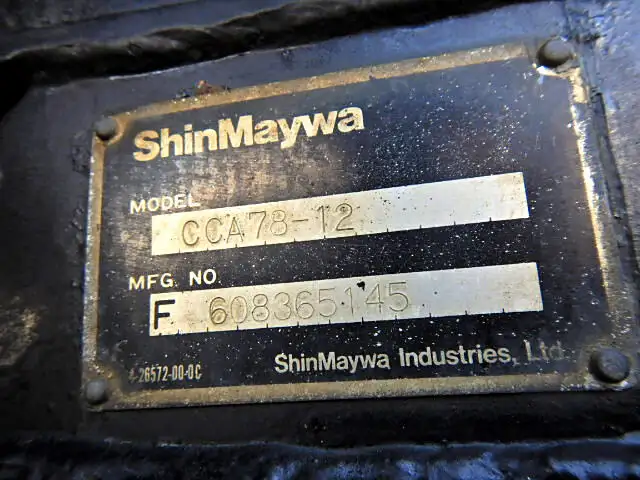 ShinMaywa
MODEL
CCA78-12
MFG. NO.
F 608365145
4-26572-00-0C
ShinMaywa Industries, Ltd.